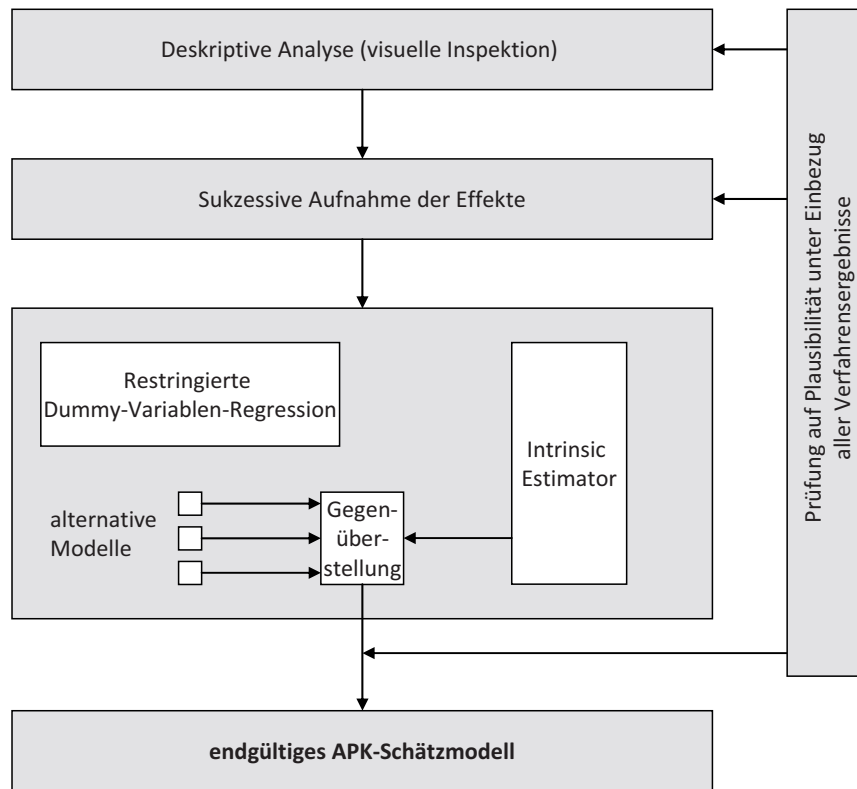 Deskriptive Analyse (visuelle Inspektion)
Sukzessive Aufnahme der Effekte
Restringierte
Dummy-Variablen-Regression
Intrinsic
Estimator
alternative
Modelle
Gegen-
über-
stellung
endgültiges APK-Schätzmodell
Prüfung auf Plausibilität unter Einbezug
aller Verfahrensergebnisse